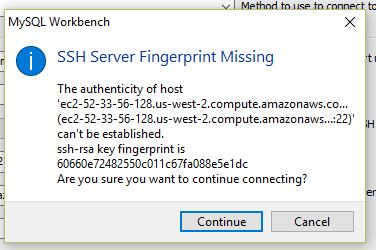 Method to use to connect to
MySQL Workbench
SSH Server Fingerprint Missing
The authenticity of host
'ec2-52-33-56-128.us-west-2.compute.amazonaws.co...
(ec2-52-33-56-128.us-west-2.compute.amazonaws...:22)'
can't be established.
ssh-rsa key fingerprint is
60660e72482550c011c67fa088e5e1dc
Are you sure you want to continue connecting?
Continue
Cancel